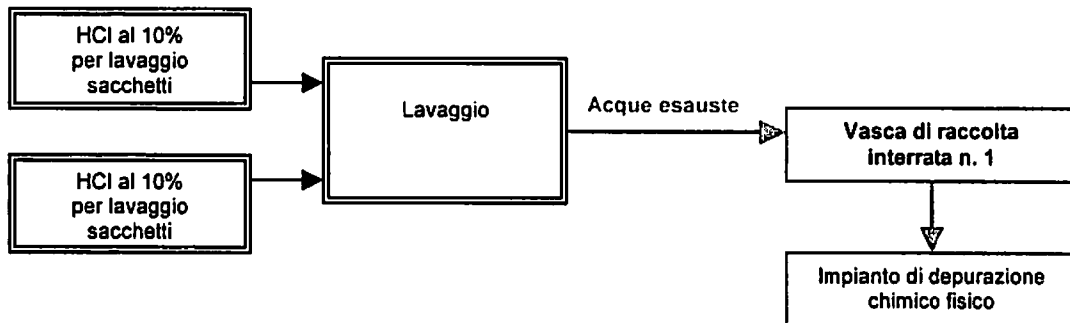 HCl al 10%
per lavaggio
sacchetti
Lavaggio
Acque esauste
Vasca di raccolta
interrata n. 1
HCl al 10%
per lavaggio
sacchetti
Impianto di depurazione
chimico fisico